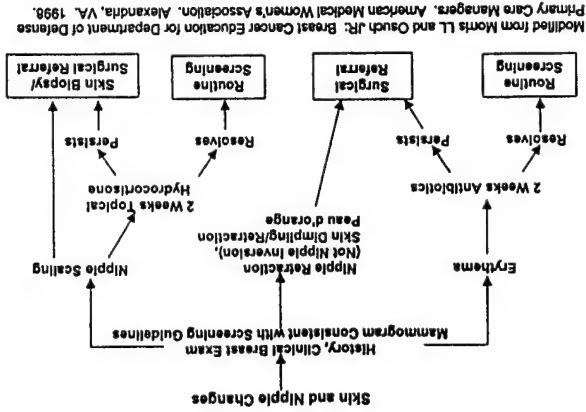 Skin and Nipple Changes
History, Clinical Breast Exam
Mammogram Consistent with Screening Guidelines
Erythema
Nipple Retraction
(Not Nipple Inversion),
Skin Dimpling/Retraction
Peau d'orange
Nipple Scaling
2 Weeks Antibiotics
2 Weeks Topical
Hydrocortisone
Resolves
Persists
Resolves
Persists
Routine
Screening
Surgical
Referral
Routine
Screening
Skin Biopsy/
Surgical Referral
Modified from Morris LL and Osuch JR: Breast Cancer Education for Department of Defense
Primary Care Managers. American Medical Women's Association. Alexandria, VA. 1998.